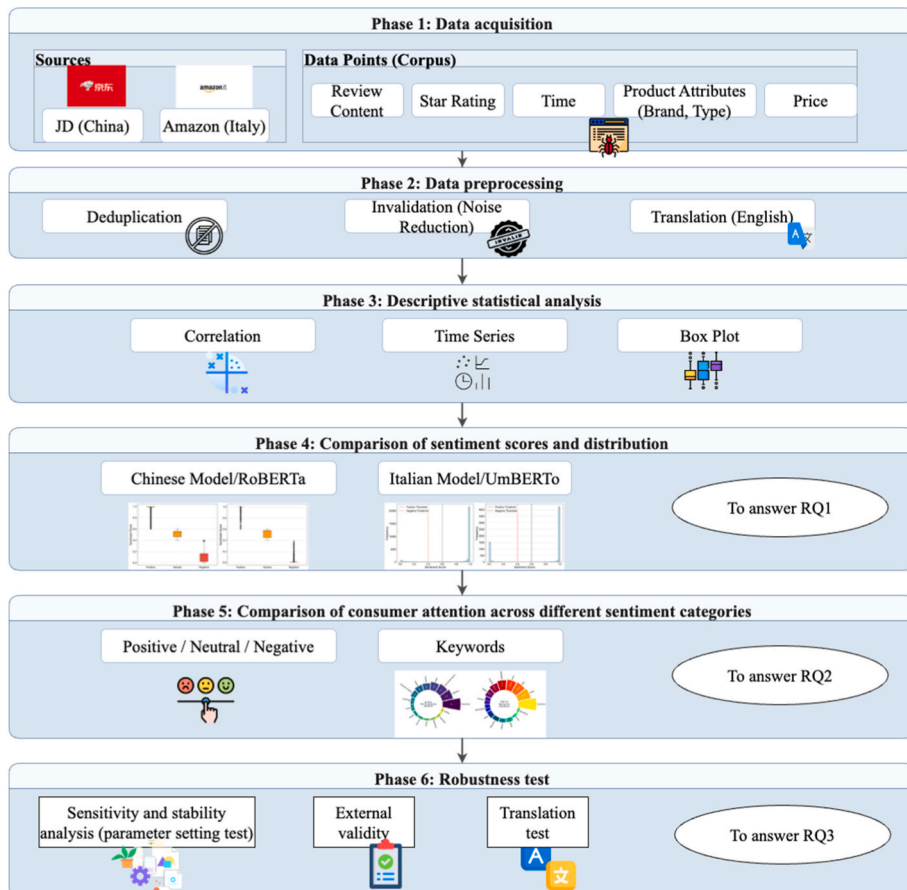 Phase 1: Data acquisition
Sources
京东
JD (China)
amazon
Amazon (Italy)
Data Points (Corpus)
Review
Content
Star Rating
Time
Product Attributes
(Brand, Type)
Price
Phase 2: Data preprocessing
Deduplication
Invalidation (Noise
Reduction)
INVALID
Translation (English)
A
文
Phase 3: Descriptive statistical analysis
Correlation
Time Series
Box Plot
Phase 4: Comparison of sentiment scores and distribution
Chinese Model/RoBERTa
Italian Model/UmBERTo
To answer RQ1
Phase 5: Comparison of consumer attention across different sentiment categories
Positive / Neutral / Negative
Keywords
To answer RQ2
Phase 6: Robustness test
Sensitivity and stability
analysis (parameter setting test)
External
validity
Translation
test
A
文
To answer RQ3